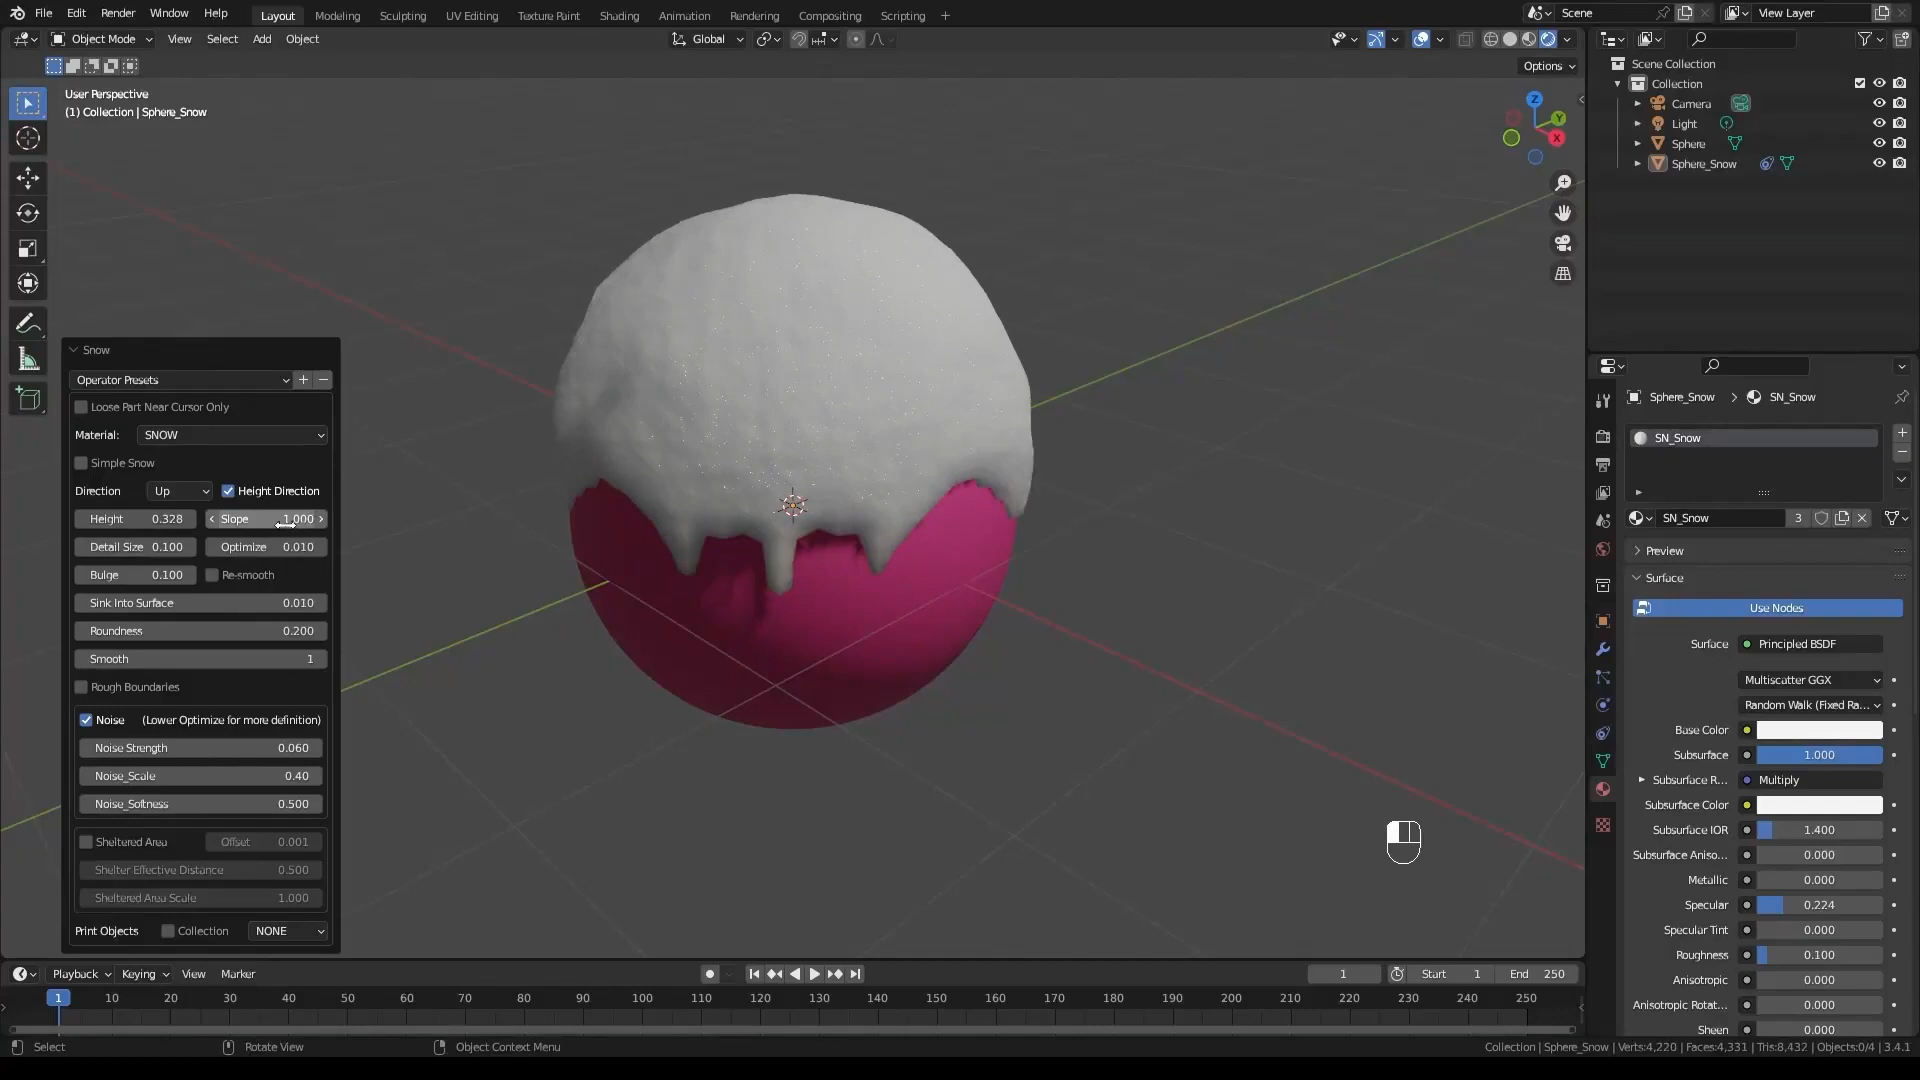 File Edit Render Window Help Layout Modeling Sculpting UV Editing Texture Paint Shading Animation Rendering Compositing Scripting + Scene View Layer
Object Mode View Select Add Object Global
Options
User Perspective
(1) Collection | Sphere_Snow
Z
Y
X
Scene Collection
Collection
Camera
Light
Sphere
Sphere_Snow
Snow
Operator Presets
Loose Part Near Cursor Only
Material: SNOW
Simple Snow
Direction Up Height Direction
Height 0.328 Slope 1.000
Detail Size 0.100 Optimize 0.010
Bulge 0.100 Re-smooth
Sink Into Surface 0.010
Roundness 0.200
Smooth 1
Rough Boundaries
Noise (Lower Optimize for more definition)
Noise Strength 0.060
Noise_Scale 0.40
Noise_Softness 0.500
Sheltered Area Offset 0.001
Shelter Effective Distance 0.500
Sheltered Area Scale 1.000
Print Objects Collection NONE
Sphere_Snow > SN_Snow
SN_Snow
SN_Snow 3
Preview
Surface
Use Nodes
Surface Principled BSDF
Multiscatter GGX
Random Walk (Fixed Ra...
Base Color
Subsurface 1.000
Subsurface R... Multiply
Subsurface Color
Subsurface IOR 1.400
Subsurface Aniso... 0.000
Metallic 0.000
Specular 0.224
Specular Tint 0.000
Roughness 0.100
Anisotropic 0.000
Anisotropic Rotat... 0.000
Sheen 0.000
Playback Keying View Marker 1 Start 1 End 250
1 10 20 30 40 50 60 70 80 90 100 110 120 130 140 150 160 170 180 190 200 210 220 230 240 250
Select Rotate View Object Context Menu Collection | Sphere_Snow | Verts:4,220 | Faces:4,331 | Tris:8,432 | Objects:0/4 | 3.4.1